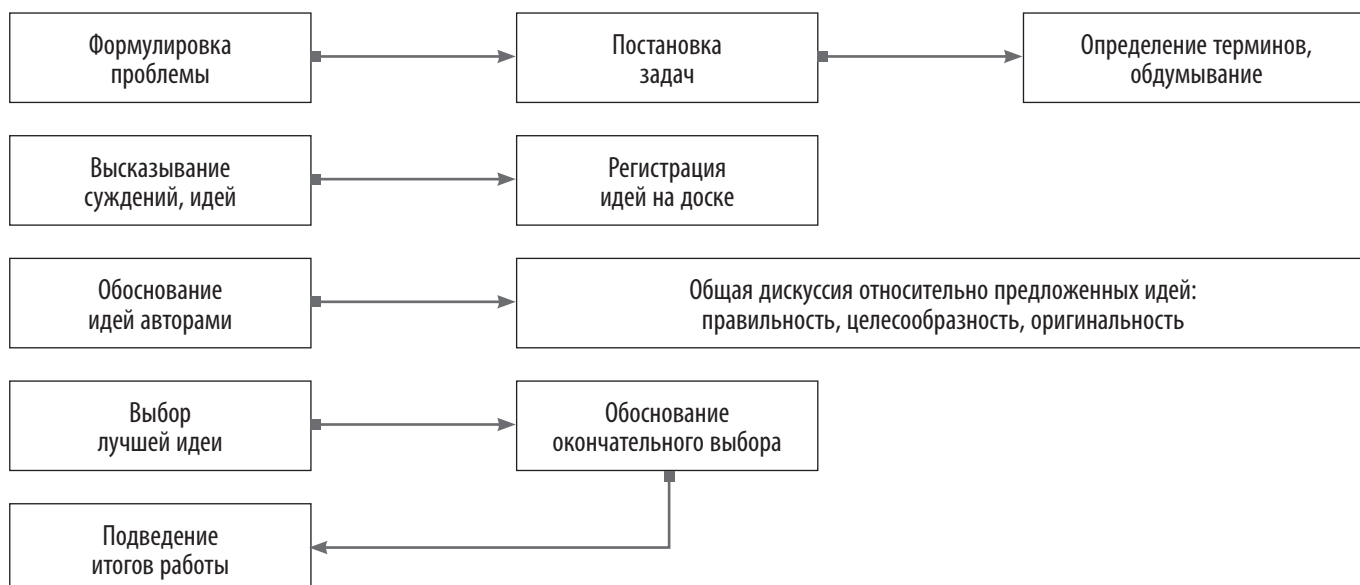 Формулировка
проблемы
Постановка
задач
Определение терминов,
обдумывание
Высказывание
суждений, идей
Регистрация
идей на доске
Обоснование
идей авторами
Общая дискуссия относительно предложенных идей:
правильность, целесообразность, оригинальность
Выбор
лучшей идеи
Обоснование
окончательного выбора
Подведение
итогов работы